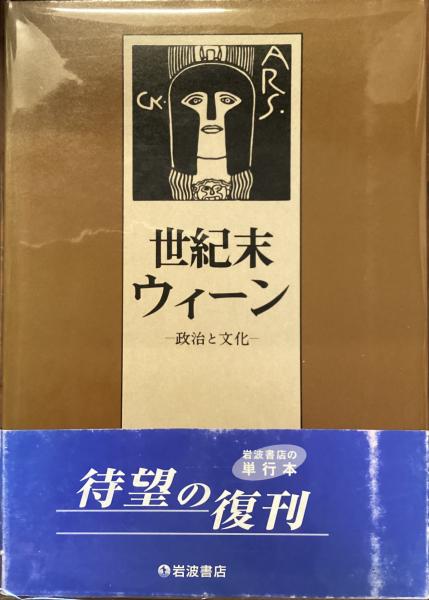 ARS.
GK.
世紀末
ウィーン
―政治と文化―
岩波書店の
単行本
待望の復刊
岩波書店